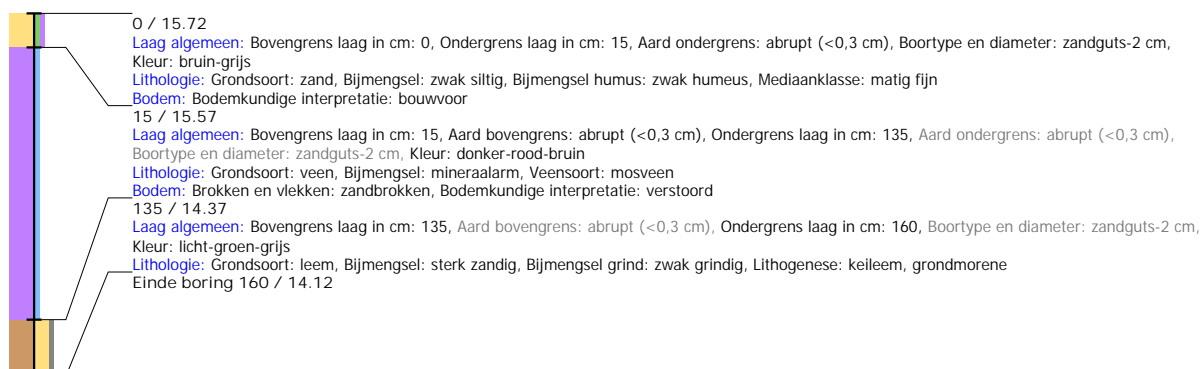 0 / 15.72
Laag algemeen: Bovengrens laag in cm: 0, Ondergrens laag in cm: 15, Aard ondergrens: abrupt (<0,3 cm), Boortype en diameter: zandguts-2 cm,
Kleur: bruin-grijs
Lithologie: Grondsoort: zand, Bijmengsel: zwak siltig, Bijmengsel humus: zwak humeus, Mediaanklasse: matig fijn
Bodem: Bodemkundige interpretatie: bouwvoor
15 / 15.57
Laag algemeen: Bovengrens laag in cm: 15, Aard bovengrens: abrupt (<0,3 cm), Ondergrens laag in cm: 135, Aard ondergrens: abrupt (<0,3 cm),
Boortype en diameter: zandguts-2 cm, Kleur: donker-rood-bruin
Lithologie: Grondsoort: veen, Bijmengsel: mineraalarm, Veensoort: mosveen
Bodem: Brokken en vlekken: zandbrokken, Bodemkundige interpretatie: verstoord
135 / 14.37
Laag algemeen: Bovengrens laag in cm: 135, Aard bovengrens: abrupt (<0,3 cm), Ondergrens laag in cm: 160, Boortype en diameter: zandguts-2 cm,
Kleur: licht-groen-grijs
Lithologie: Grondsoort: leem, Bijmengsel: sterk zandig, Bijmengsel grind: zwak grindig, Lithogenese: keileem, grondmorene
Einde boring 160 / 14.12